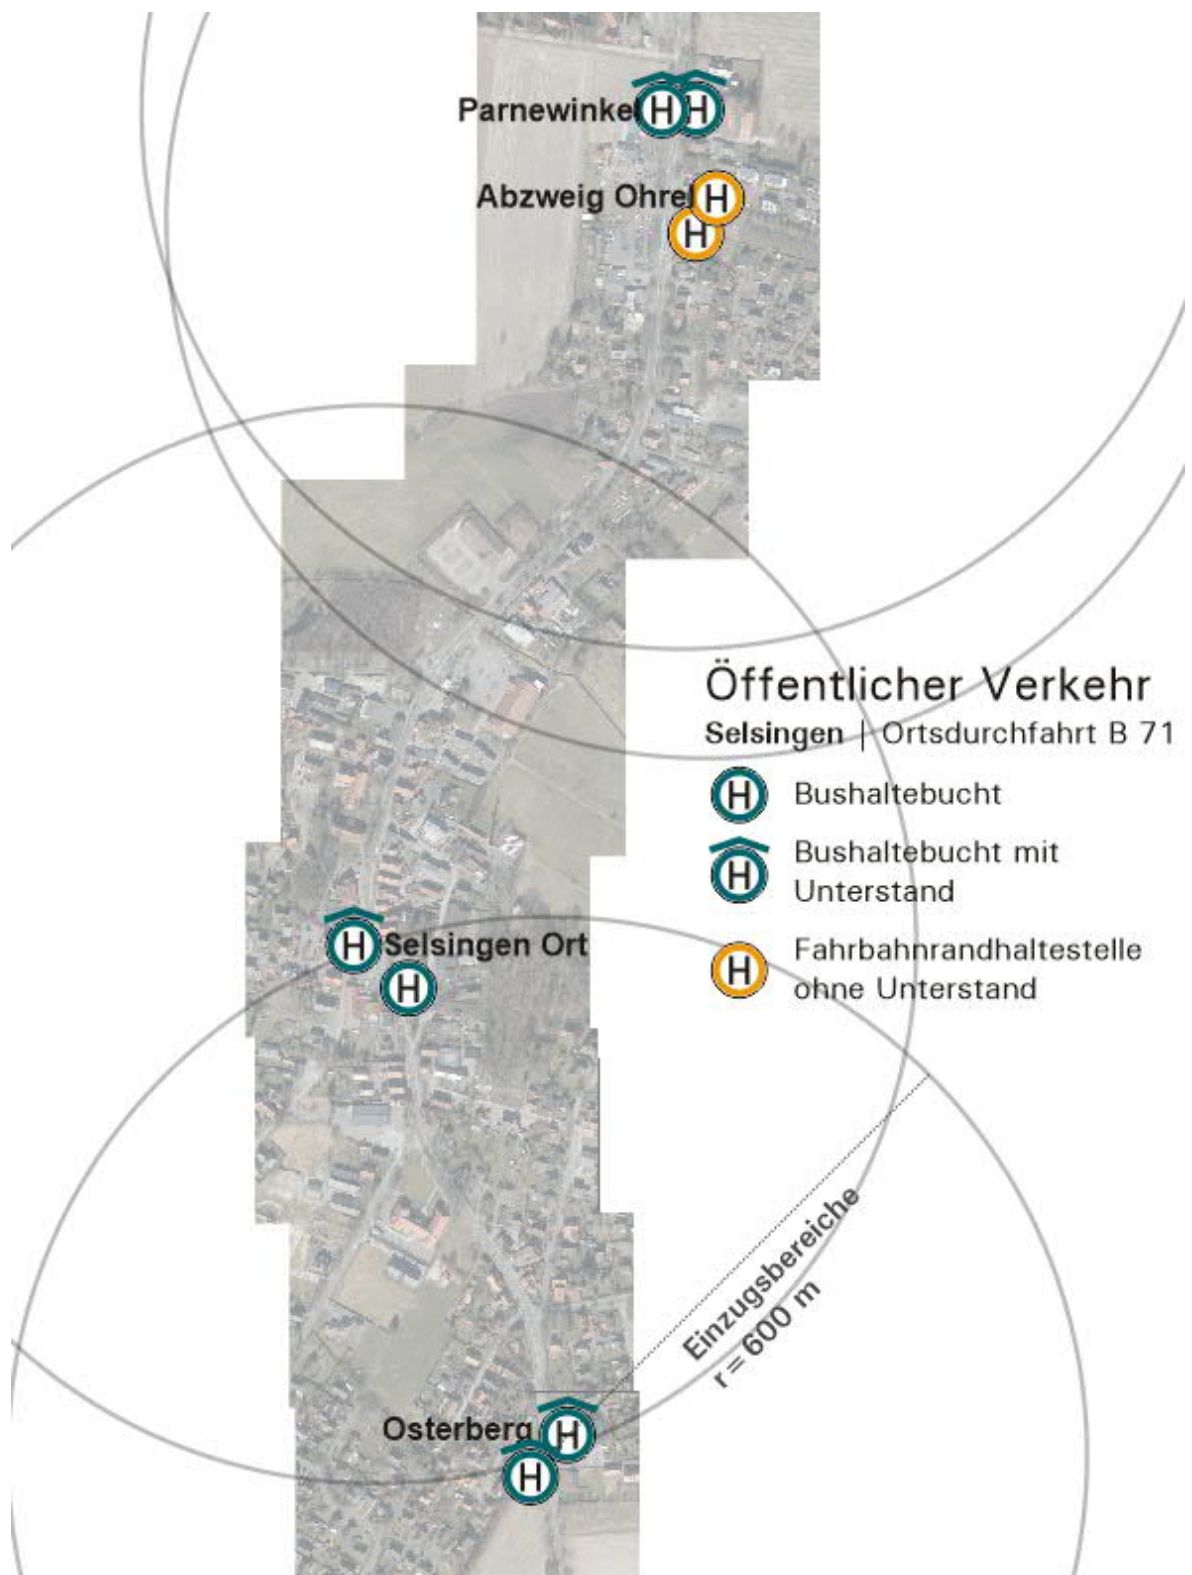 Parnewinkel
H H
Abzweig Ohrel
H
H
Öffentlicher Verkehr
Selsingen | Ortsdurchfahrt B 71
H Bushaltebucht
H Bushaltebucht mit
Unterstand
H Selsingen Ort
H
H Fahrbahnrandhaltestelle
ohne Unterstand
Einzugsbereiche
r = 600 m
Osterberg H
H